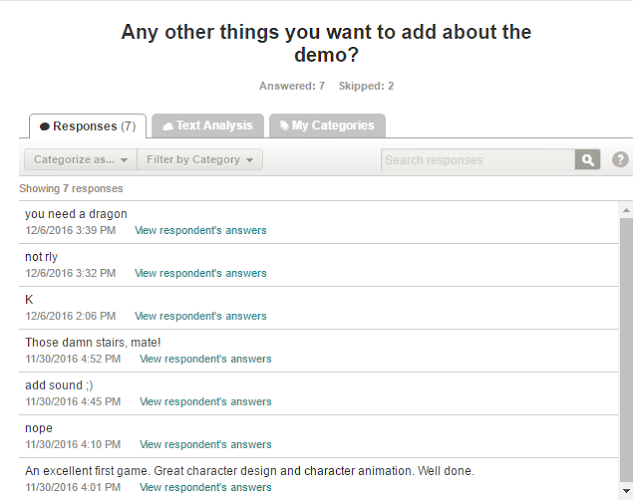 Any other things you want to add about the
demo?
Answered: 7 Skipped: 2
Responses (7) Text Analysis My Categories
Categorize as... Filter by Category Search responses ?
Showing 7 responses
you need a dragon
12/6/2016 3:39 PM View respondent's answers
not rly
12/6/2016 3:32 PM View respondent's answers
K
12/6/2016 2:06 PM View respondent's answers
Those damn stairs, mate!
11/30/2016 4:52 PM View respondent's answers
add sound ;)
11/30/2016 4:45 PM View respondent's answers
nope
11/30/2016 4:10 PM View respondent's answers
An excellent first game. Great character design and character animation. Well done.
11/30/2016 4:01 PM View respondent's answers